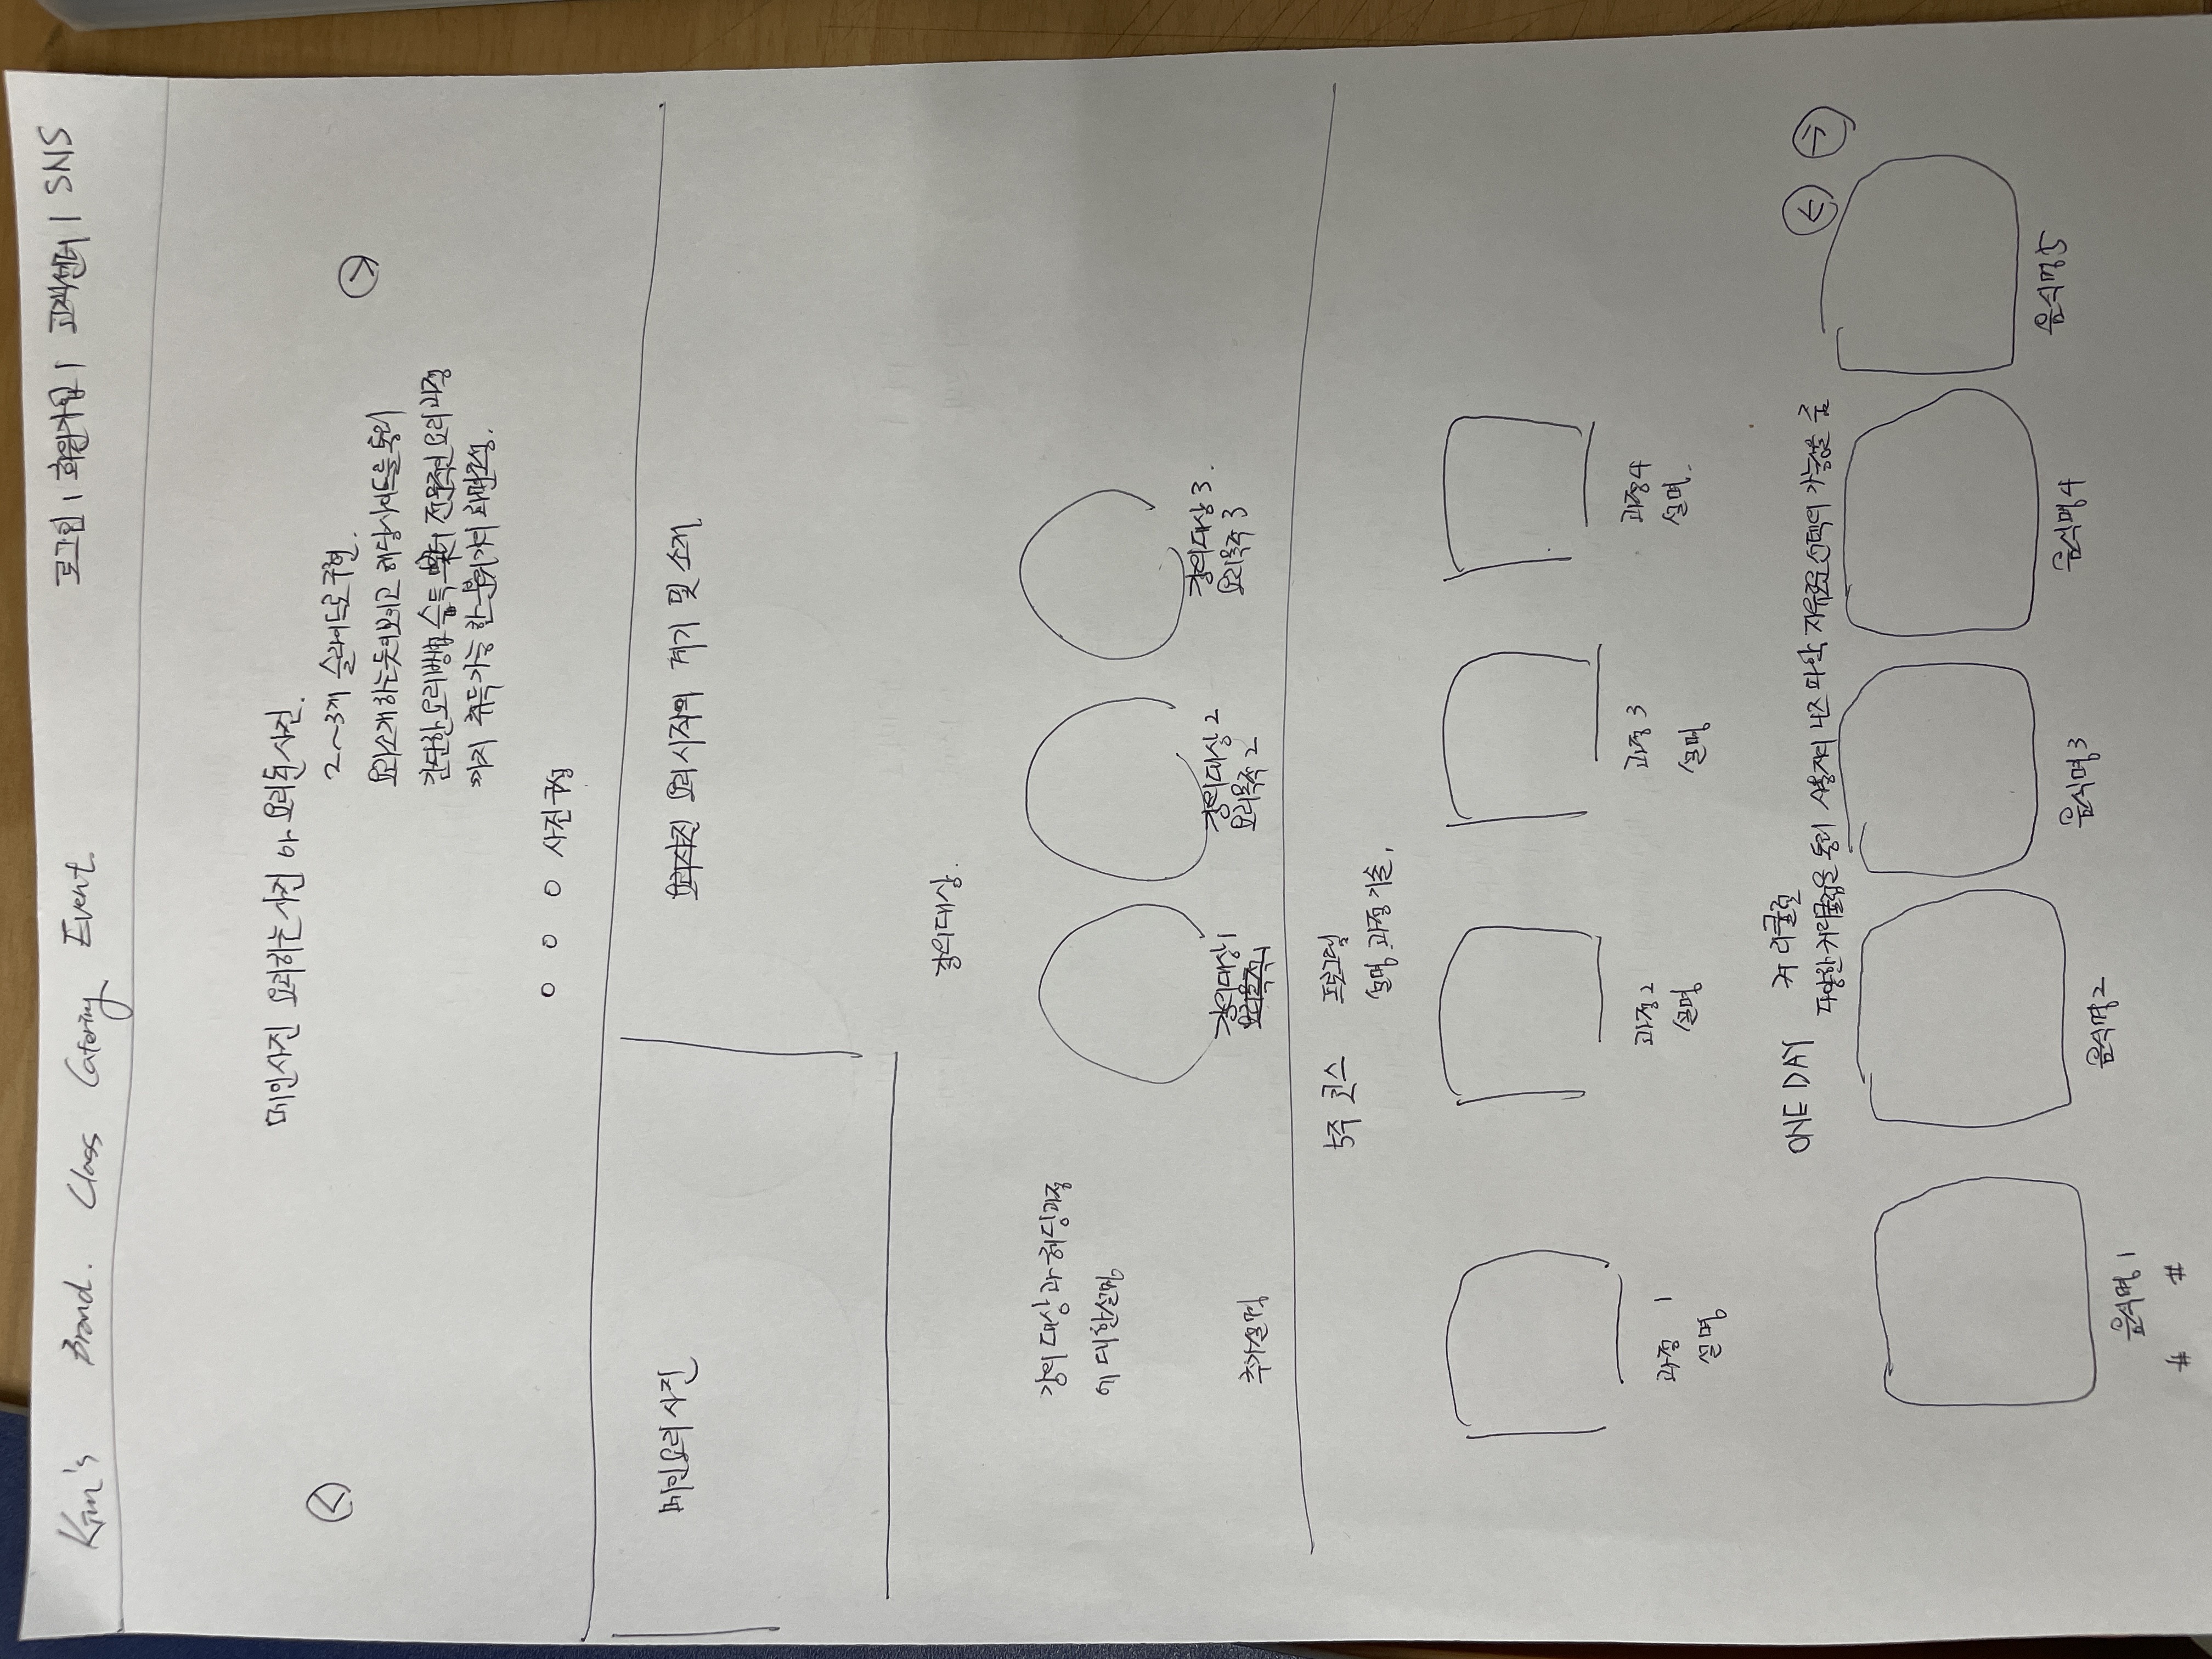 Kim's Brand. Class Catering Event.
로그인 | 회원가입 | 고객센터 | SNS
메인사진 요리하는 사진 or 요리된 사진.
2~3개 슬라이드로 구현.
요리소개 하는듯이보이고 해당사이트를 통해
간단한 요리방법 습득 부터 전문적인 요리과정
까지 취득가능 한 분위기의 화면조성.
사진구성
메인요리 사진
요리시작의 계기 및 소개
강의대상.
강의 대상과 해당과정
에 대한설명
강의대상 1
강의대상 2
요리목적 2
강의대상 3.
요리목적 3
추가설명
5주 코스 프로그램
설명 과정 기술.
과정 1
설명
과정 2
설명
과정 3
설명
과정 4
설명.
ONE DAY 커리큘럼
다양한 커리큘럼을 통해 사용자의 니즈 파악 자유로운 선택의 가능성을 줌
음식명 1
# #
음식명 2
음식명 3
음식명 4
음식명 5